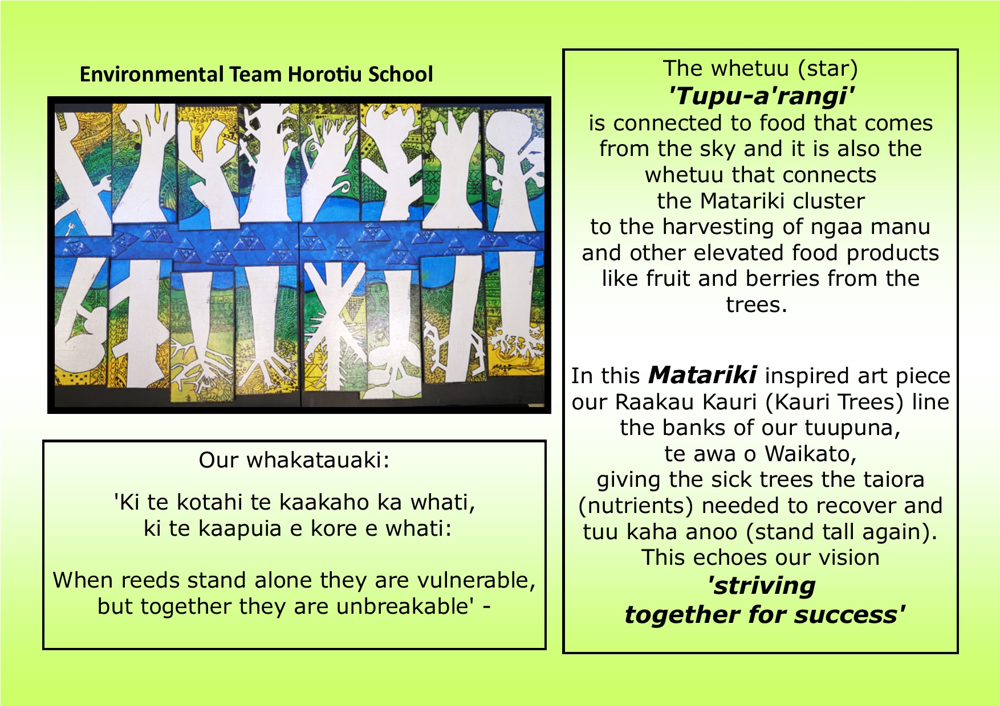 Environmental Team Horotiu School
The whetuu (star)
'Tupu-a'rangi'
is connected to food that comes
from the sky and it is also the
whetuu that connects
the Matariki cluster
to the harvesting of ngaa manu
and other elevated food products
like fruit and berries from the
trees.
In this Matariki inspired art piece
our Raakau Kauri (Kauri Trees) line
the banks of our tuupuna,
te awa o Waikato,
giving the sick trees the taiora
(nutrients) needed to recover and
tuu kaha anoo (stand tall again).
This echoes our vision
'striving
together for success'
Our whakatauaki:
'Ki te kotahi te kaakaho ka whati,
ki te kaapuia e kore e whati:
When reeds stand alone they are vulnerable,
but together they are unbreakable' -